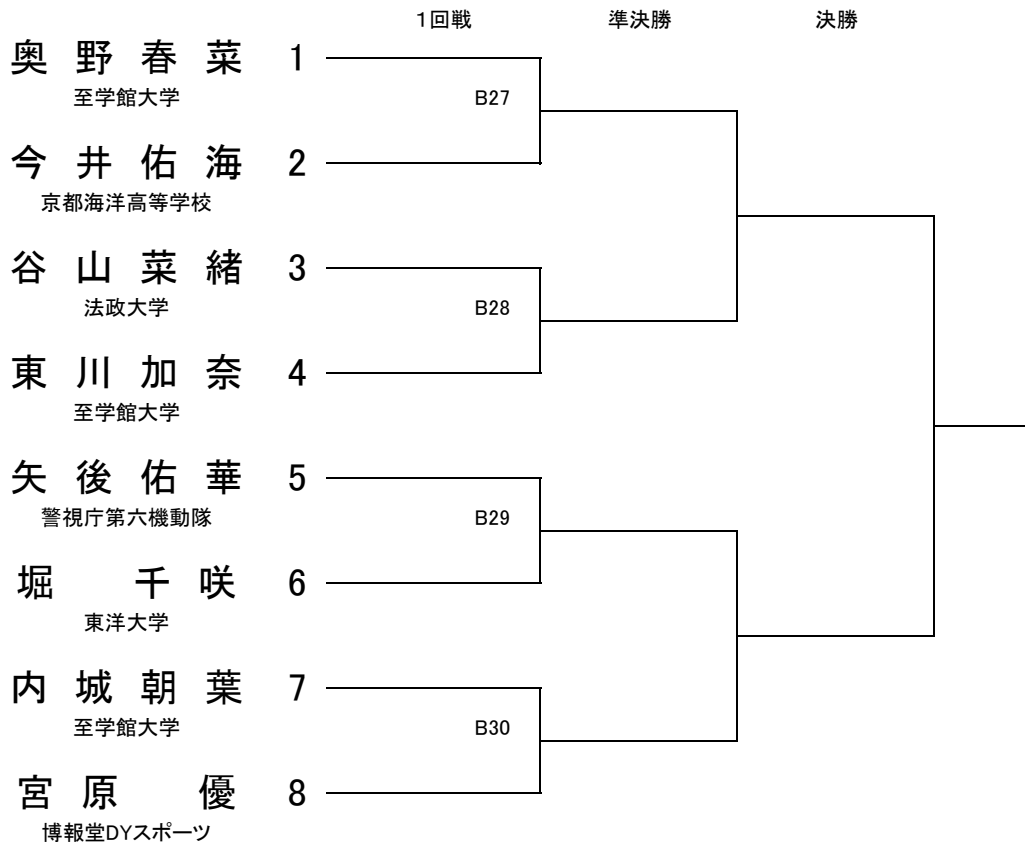 1回戦 準決勝 決勝
奥野春菜 1
至学館大学
B27
今井佑海 2
京都海洋高等学校
谷山菜緒 3
法政大学
B28
東川加奈 4
至学館大学
矢後佑華 5
警視庁第六機動隊
B29
堀 千咲 6
東洋大学
内城朝葉 7
至学館大学
B30
宮原 優 8
博報堂DYスポーツ